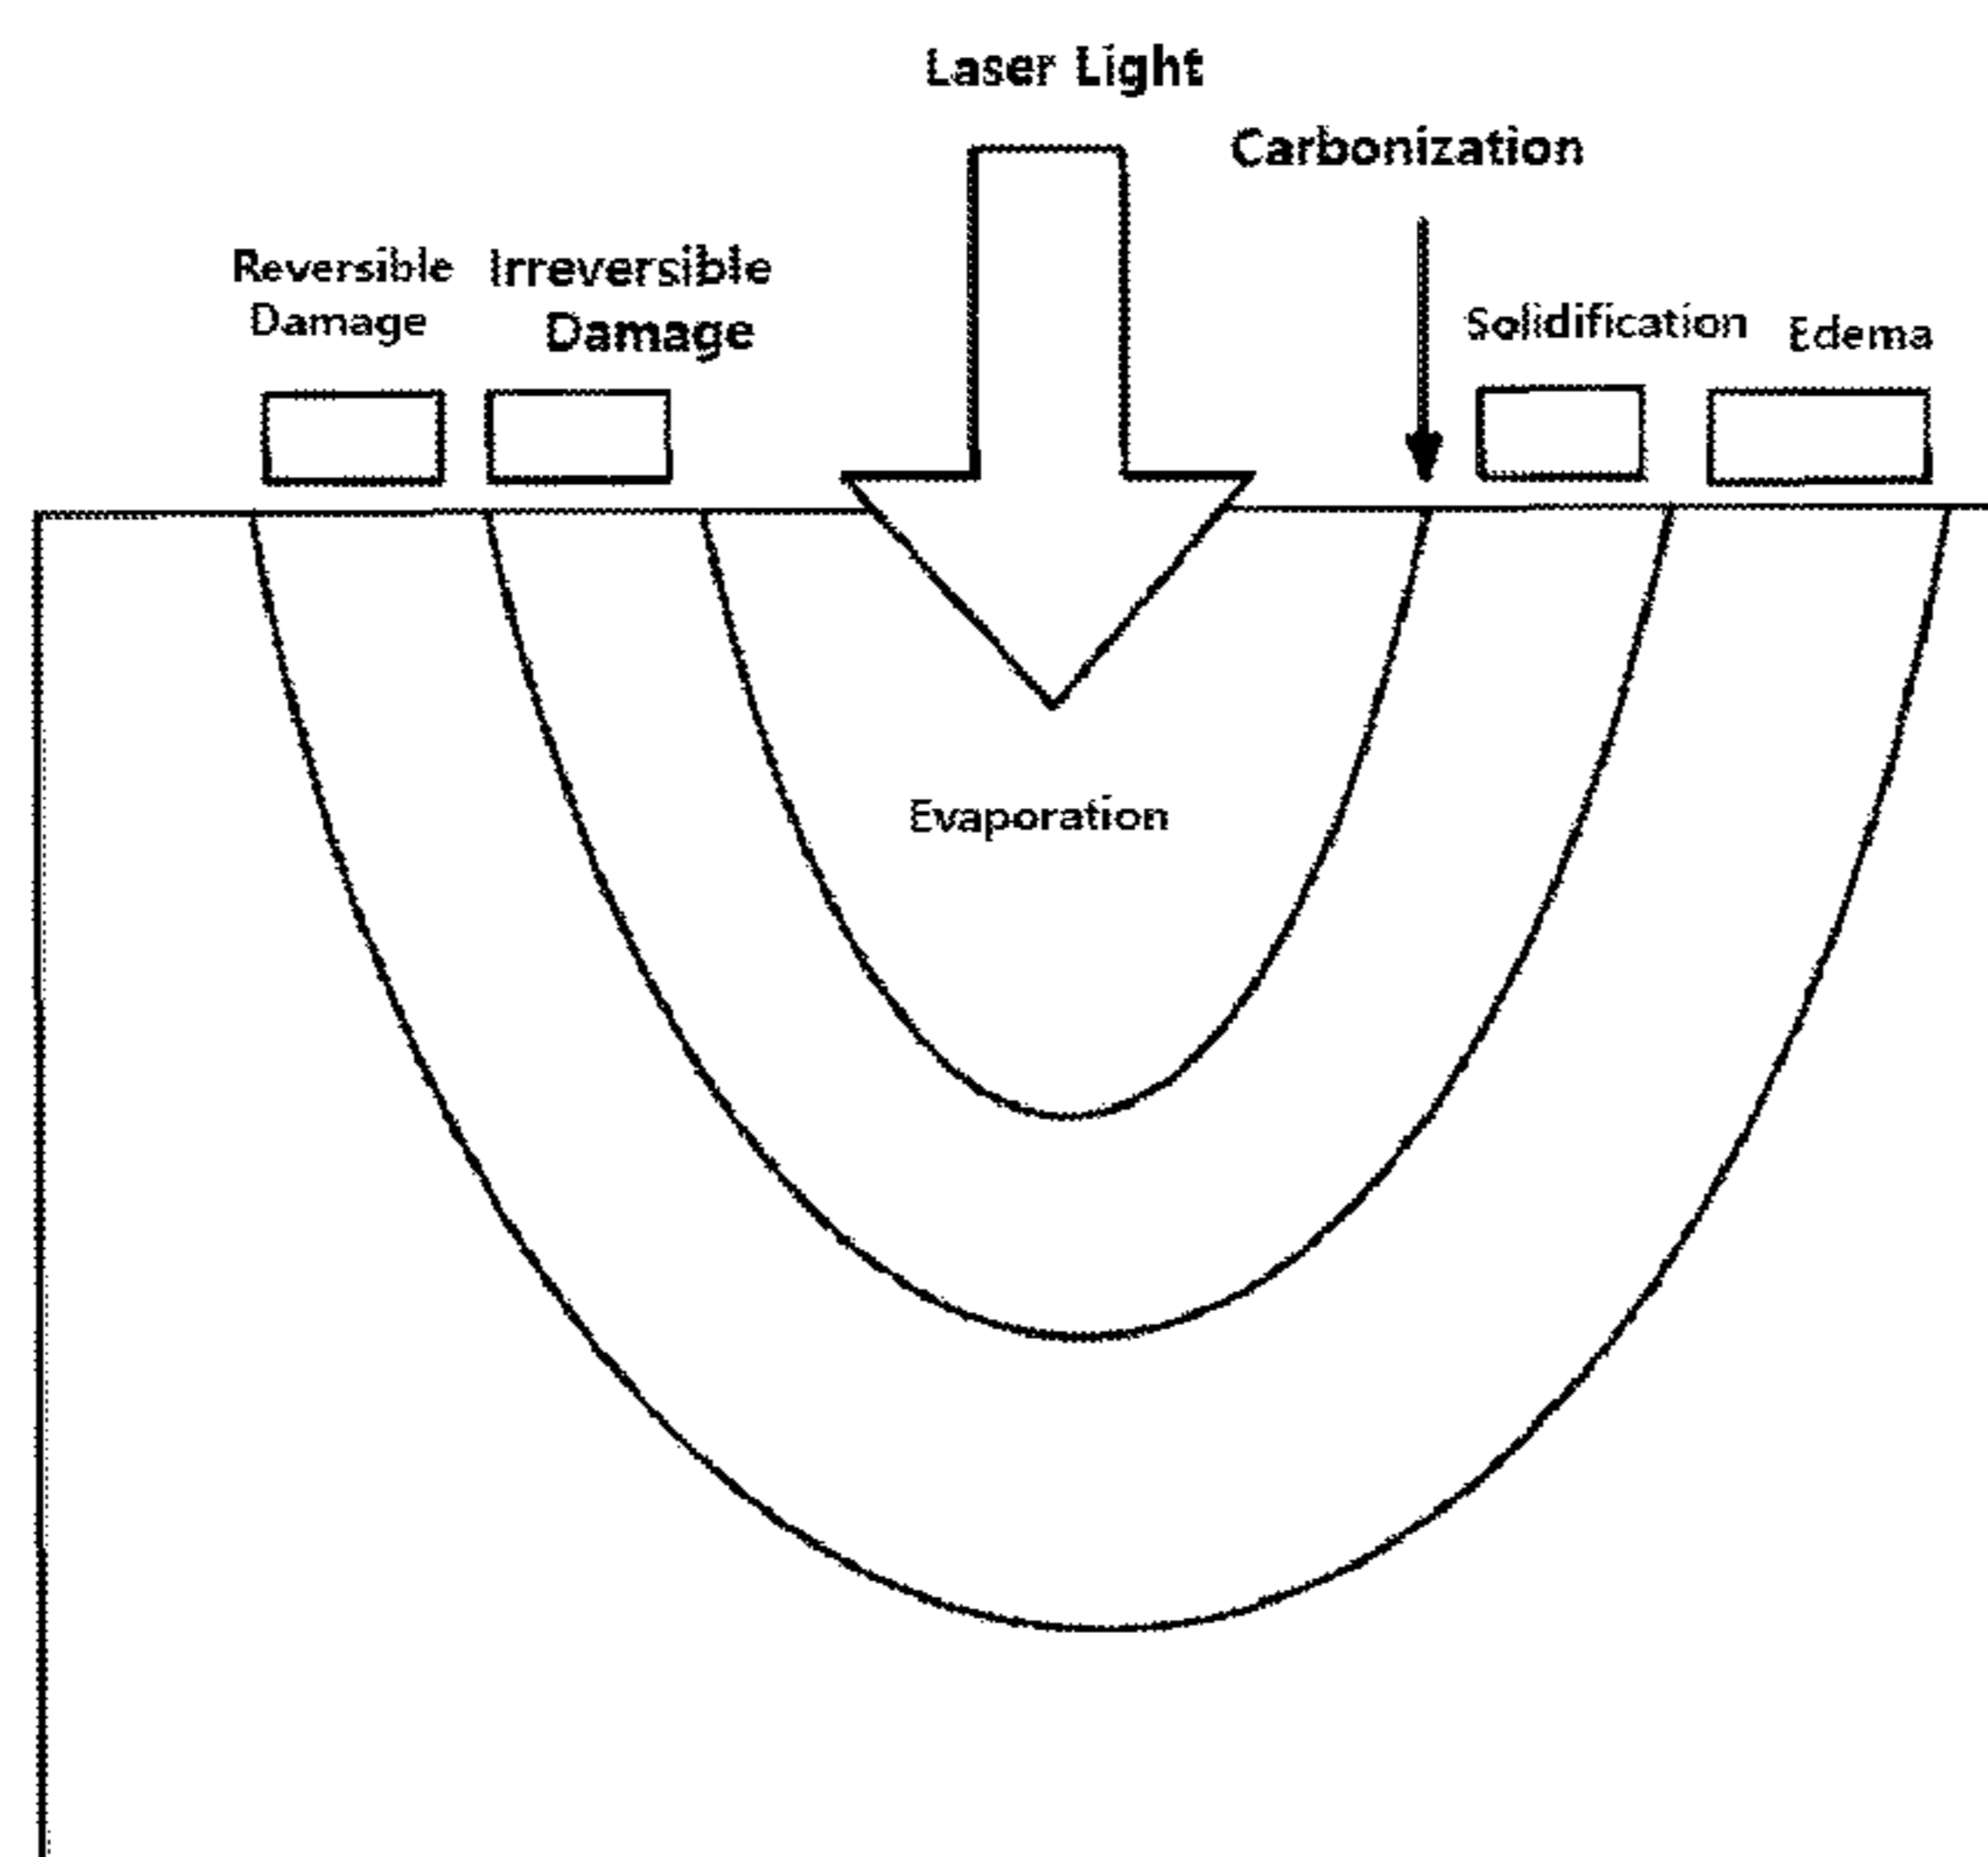 Laser Light
Carbonization
Reversible
Damage
Irreversible
Damage
Solidification
Edema
Evaporation